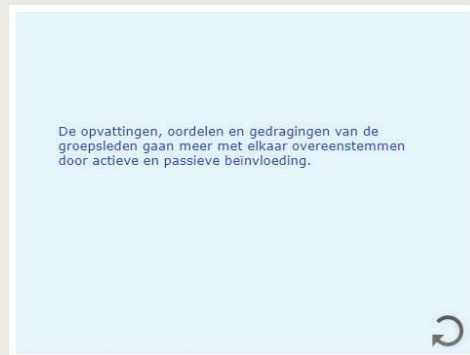 De opvattingen, oordelen en gedragingen van de
groepsleden gaan meer met elkaar overeenstemmen
door actieve en passieve beïnvloeding.